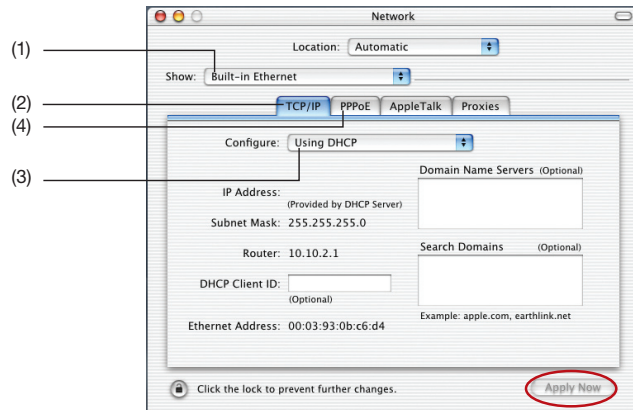 Network
Location: Automatic
(1)
Show: Built-in Ethernet
(2)
TCP/IP PPPoE AppleTalk Proxies
(4)
Configure: Using DHCP
(3)
Domain Name Servers (Optional)
IP Address:
(Provided by DHCP Server)
Subnet Mask: 255.255.255.0
Search Domains (Optional)
Router: 10.10.2.1
DHCP Client ID:
(Optional)
Example: apple.com, earthlink.net
Ethernet Address: 00:03:93:0b:c6:d4
Click the lock to prevent further changes.
Apply Now